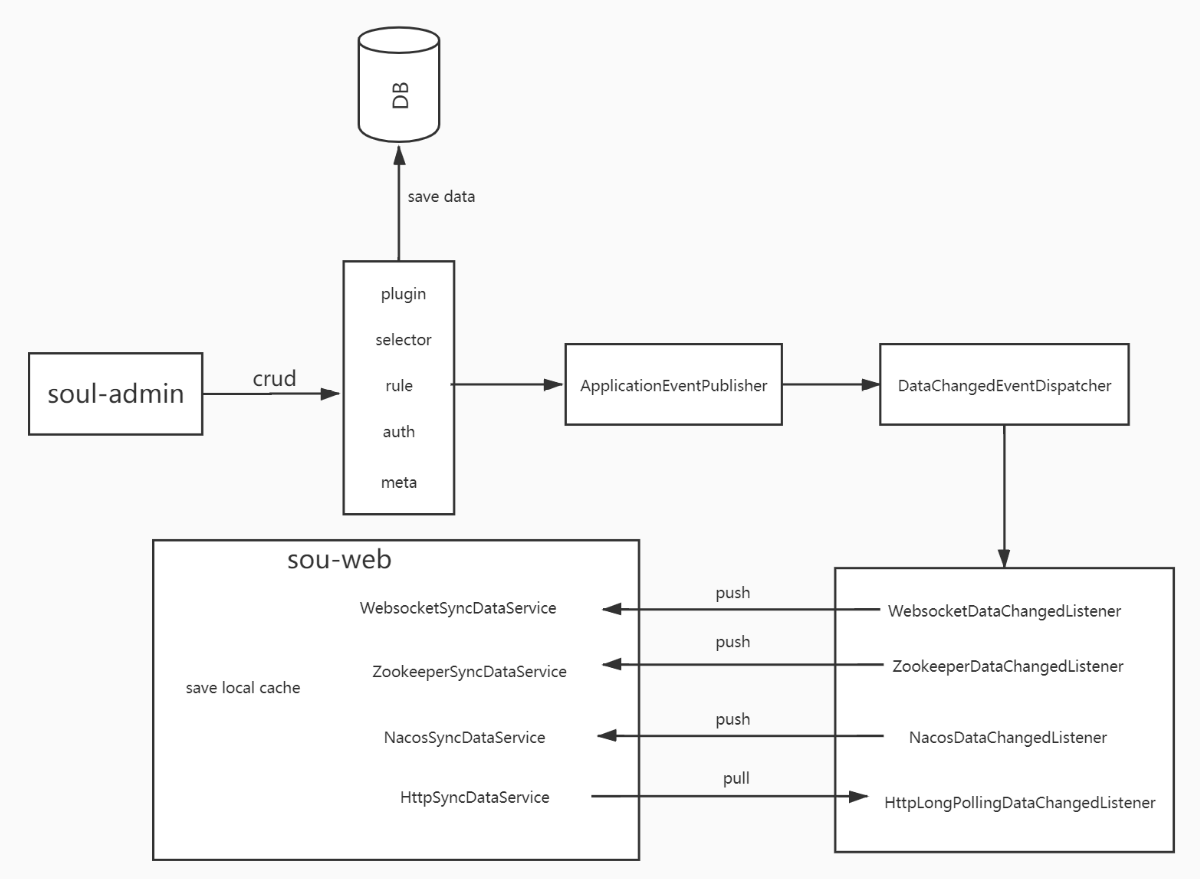 DB
save data
plugin
selector
rule
auth
meta
soul-admin
crud
ApplicationEventPublisher
DataChangedEventDispatcher
sou-web
WebsocketSyncDataService
ZookeeperSyncDataService
save local cache
NacosSyncDataService
HttpSyncDataService
push
push
push
pull
WebsocketDataChangedListener
ZookeeperDataChangedListener
NacosDataChangedListener
HttpLongPollingDataChangedListener